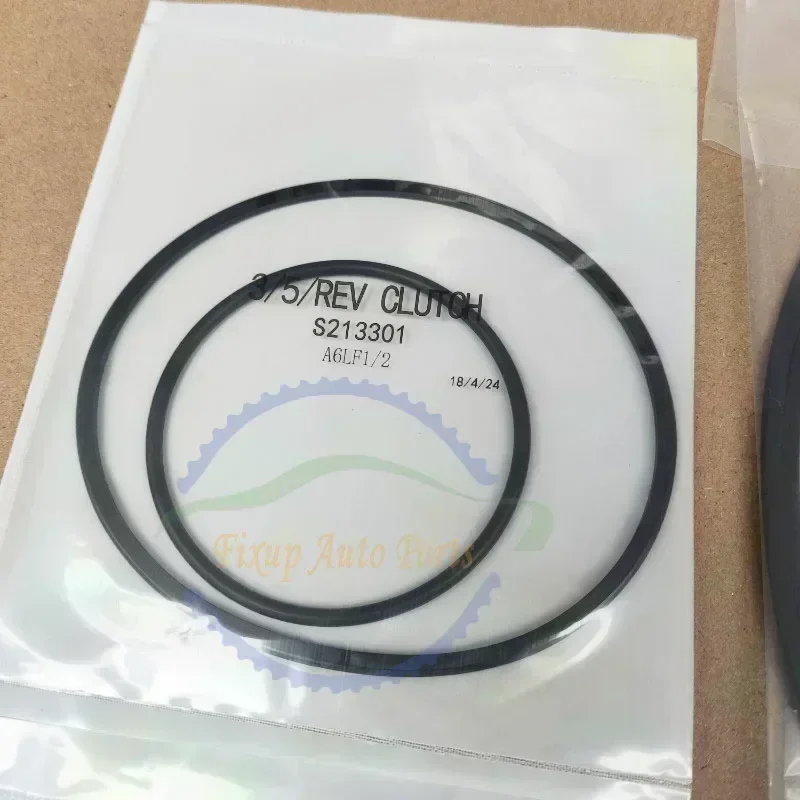 3/5/REV CLUTCH
S213301
A6LF1/2
18/4/24
Fixup Auto Parts